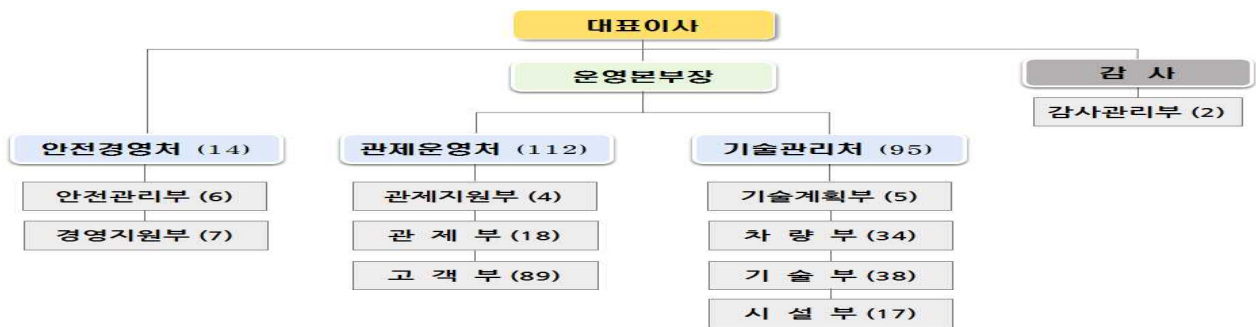 대표이사
운영본부장
감 사
감사관리부 (2)
안전경영처 (14)
관제운영처 (112)
기술관리처 (95)
안전관리부 (6)
관제지원부 (4)
기술계획부 (5)
경영지원부 (7)
관 제 부 (18)
차 량 부 (34)
고 객 부 (89)
기 술 부 (38)
시 설 부 (17)